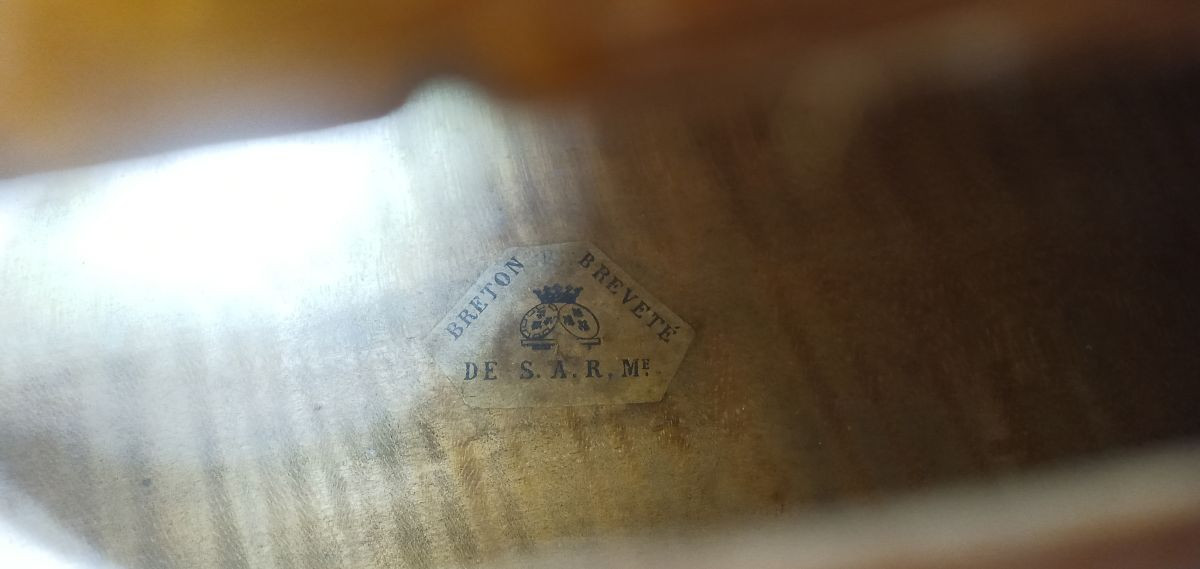 BRETON BREVETÉ
DE S. A. R. Mᴱ.